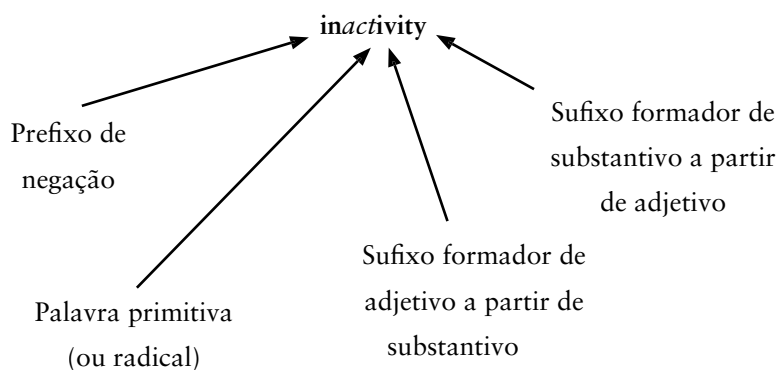 inactivity
Prefixo de
negação
Palavra primitiva
(ou radical)
Sufixo formador de
adjetivo a partir de
substantivo
Sufixo formador de
substantivo a partir
de adjetivo